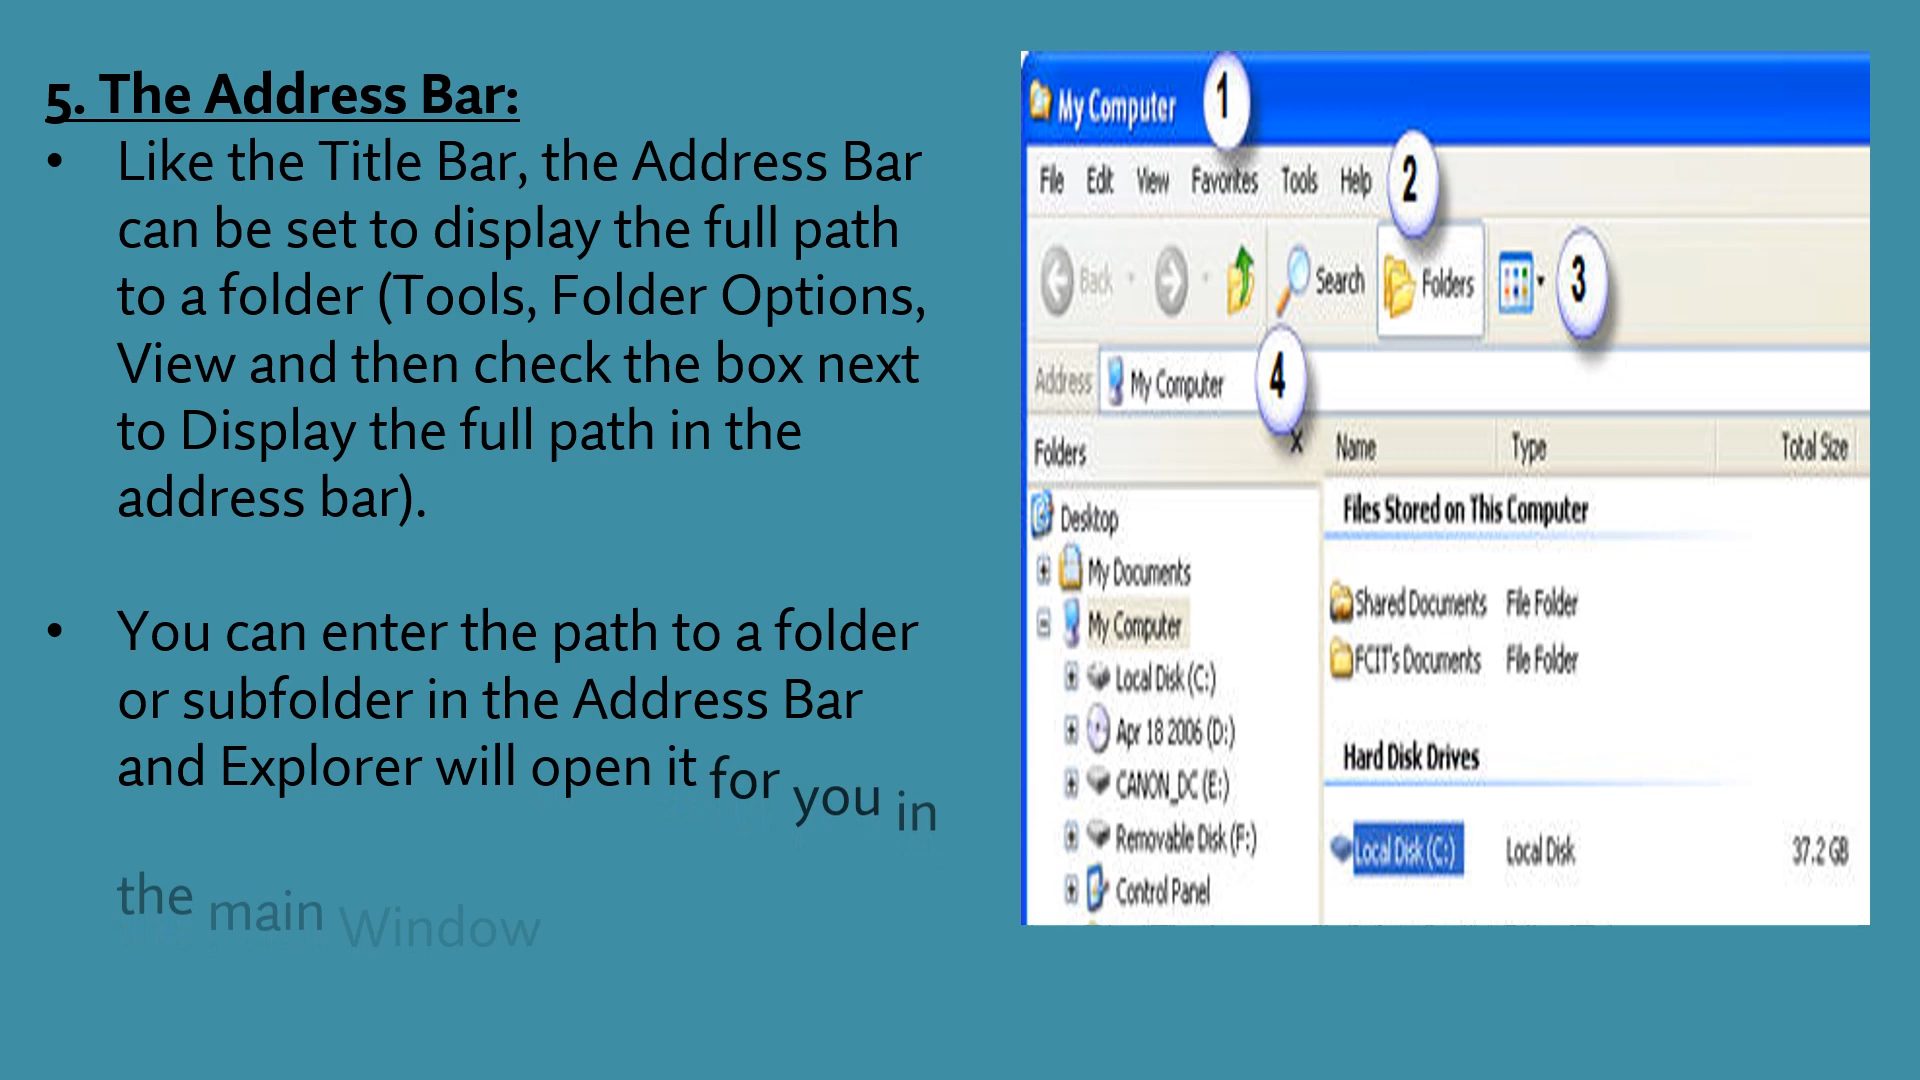 5. The Address Bar:
• Like the Title Bar, the Address Bar
can be set to display the full path
to a folder (Tools, Folder Options,
View and then check the box next
to Display the full path in the
address bar).
• You can enter the path to a folder
or subfolder in the Address Bar
and Explorer will open it for you in
the main Window
My Computer 1
File Edit View Favorites Tools Help 2
Back Search Folders 3
Address My Computer 4
Folders x Name Type Total Size
Desktop
My Documents
My Computer
Local Disk (C:)
Apr 18 2006 (D:)
CANON_DC (E:)
Removable Disk (F:)
Control Panel
Files Stored on This Computer
Shared Documents File Folder
FCIT's Documents File Folder
Hard Disk Drives
Local Disk (C:) Local Disk 37.2 GB